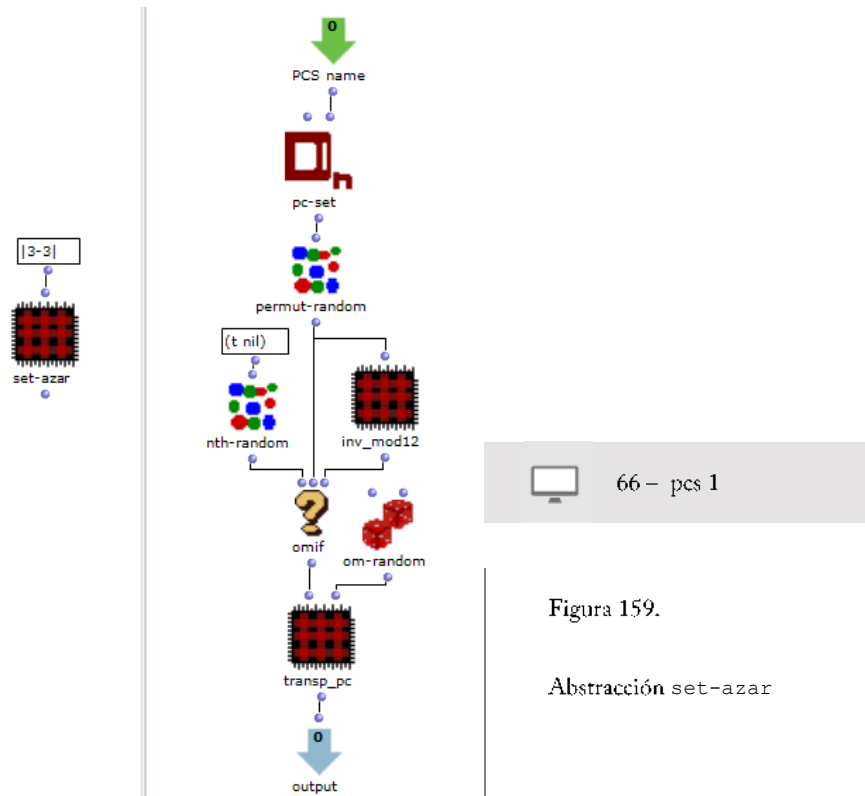 |3-3|
set-azar
0
PCS name
n
pc-set
permut-random
(t nil)
nth-random
inv_mod12
?
omif
om-random
transp_pc
0
output
66 – pcs 1
Figura 159.
Abstracción set-azar